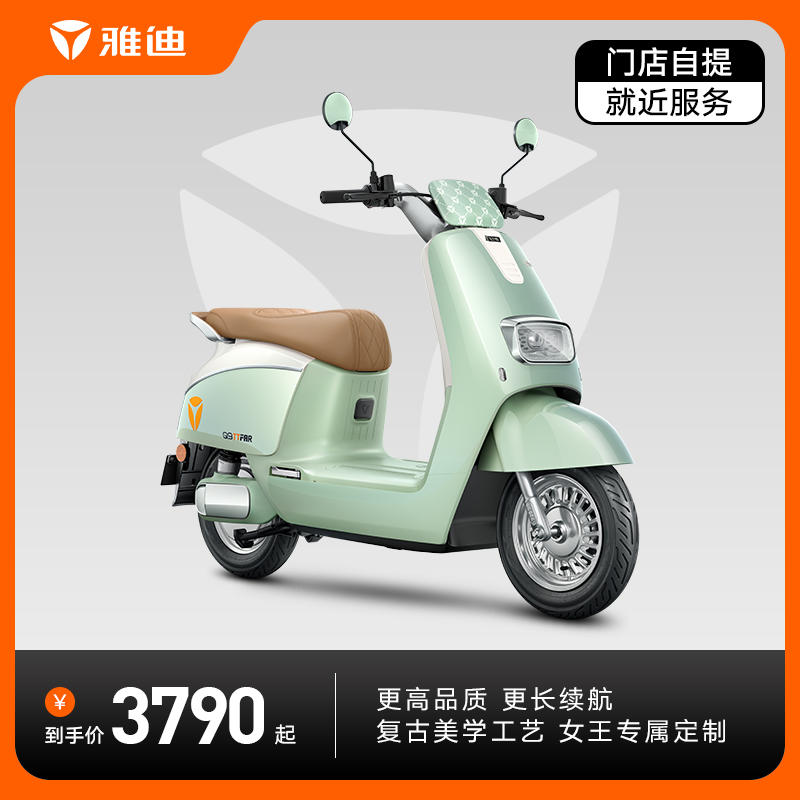 雅迪
门店自提
就近服务
G9TTFAR
¥
到手价 3790 起
更高品质 更长续航
复古美学工艺 女王专属定制